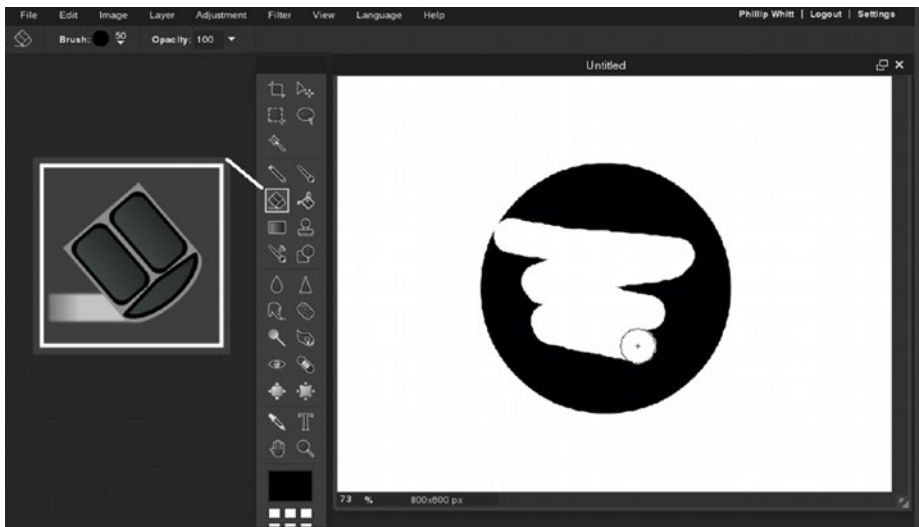 File Edit Image Layer Adjustment Filter View Language Help Phillip Whitt | Logout | Settings
Brush: 50 Opacity: 100
Untitled
73 % 800x600 px